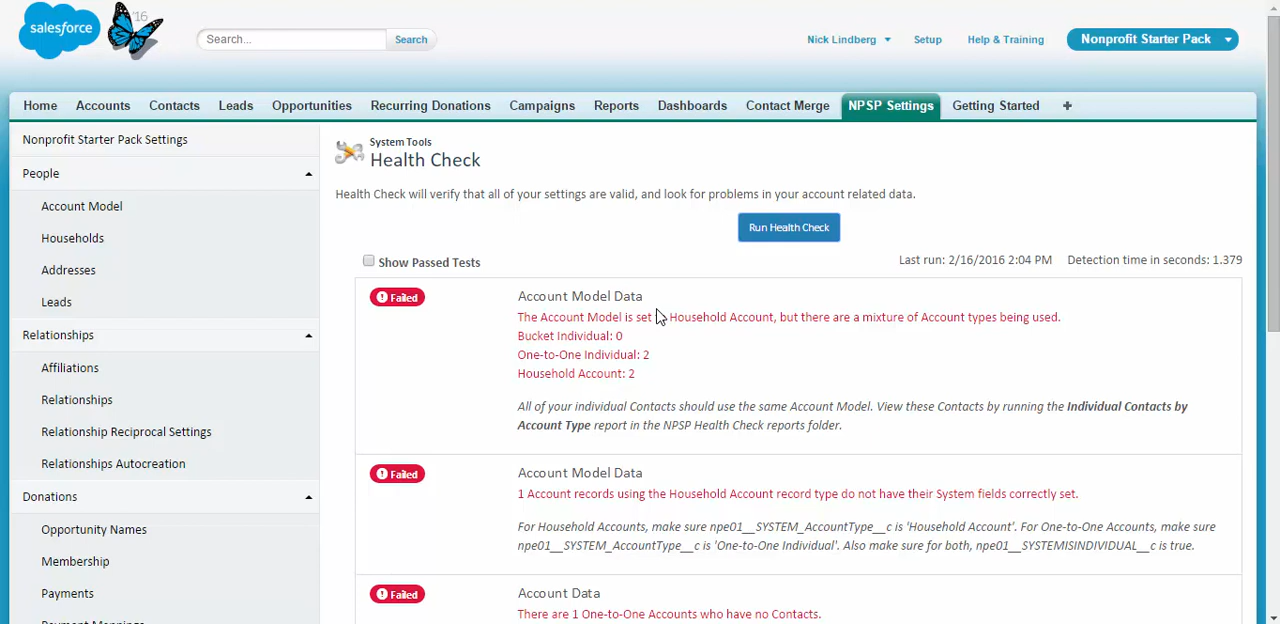 salesforce
'16
Search...
Search
Nick Lindberg
Setup
Help & Training
Nonprofit Starter Pack
Home
Accounts
Contacts
Leads
Opportunities
Recurring Donations
Campaigns
Reports
Dashboards
Contact Merge
NPSP Settings
Getting Started
+
Nonprofit Starter Pack Settings
People
Account Model
Households
Addresses
Leads
Relationships
Affiliations
Relationships
Relationship Reciprocal Settings
Relationships Autocreation
Donations
Opportunity Names
Membership
Payments
Payment Mappings
System Tools
Health Check
Health Check will verify that all of your settings are valid, and look for problems in your account related data.
Run Health Check
Show Passed Tests
Last run: 2/16/2016 2:04 PM
Detection time in seconds: 1.379
Failed
Account Model Data
The Account Model is set Household Account, but there are a mixture of Account types being used.
Bucket Individual: 0
One-to-One Individual: 2
Household Account: 2
All of your individual Contacts should use the same Account Model. View these Contacts by running the Individual Contacts by
Account Type report in the NPSP Health Check reports folder.
Failed
Account Model Data
1 Account records using the Household Account record type do not have their System fields correctly set.
For Household Accounts, make sure npe01__SYSTEM_AccountType__c is 'Household Account'. For One-to-One Accounts, make sure
npe01__SYSTEM_AccountType__c is 'One-to-One Individual'. Also make sure for both, npe01__SYSTEMISINDIVIDUAL__c is true.
Failed
Account Data
There are 1 One-to-One Accounts who have no Contacts.